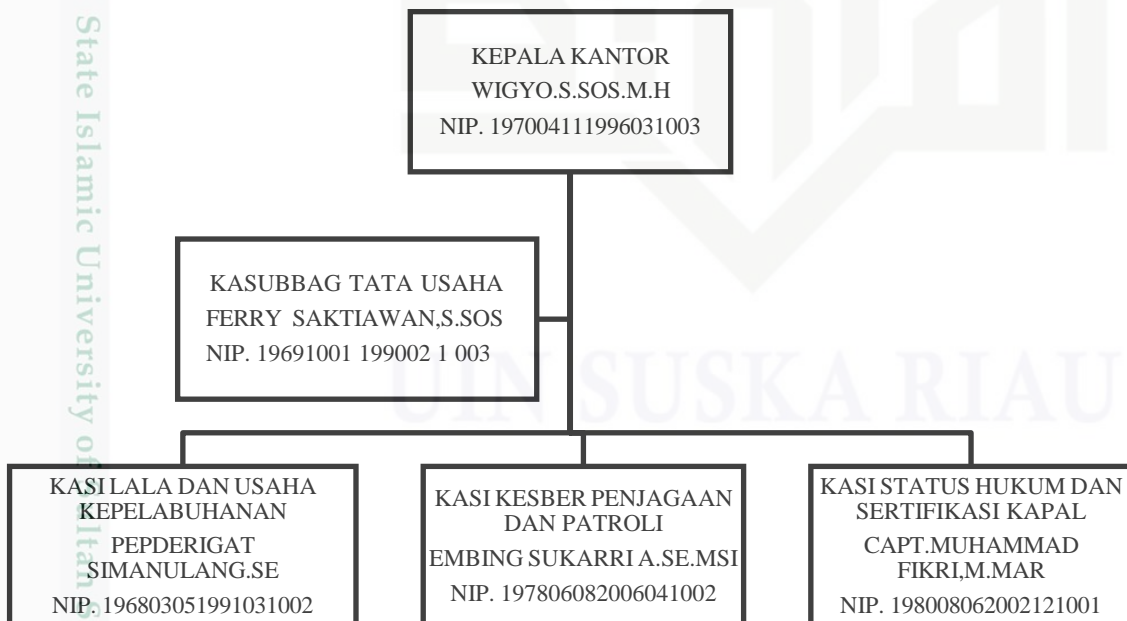 KEPALA KANTOR
WIGYO.S.SOS.M.H
NIP. 197004111996031003
KASUBBAG TATA USAHA
FERRY SAKTIAWAN,S.SOS
NIP. 19691001 199002 1 003
UIN SUSKA RIAU
KASI LALA DAN USAHA
KEPELABUHANAN
PEPDERIGAT
SIMANULANG.SE
NIP. 196803051991031002
KASI KESBER PENJAGAAN
DAN PATROLI
EMBING SUKARRI A.SE.MSI
NIP. 197806082006041002
KASI STATUS HUKUM DAN
SERTIFIKASI KAPAL
CAPT.MUHAMMAD
FIKRI,M.MAR
NIP. 198008062002121001
State Islamic University of Sultan S